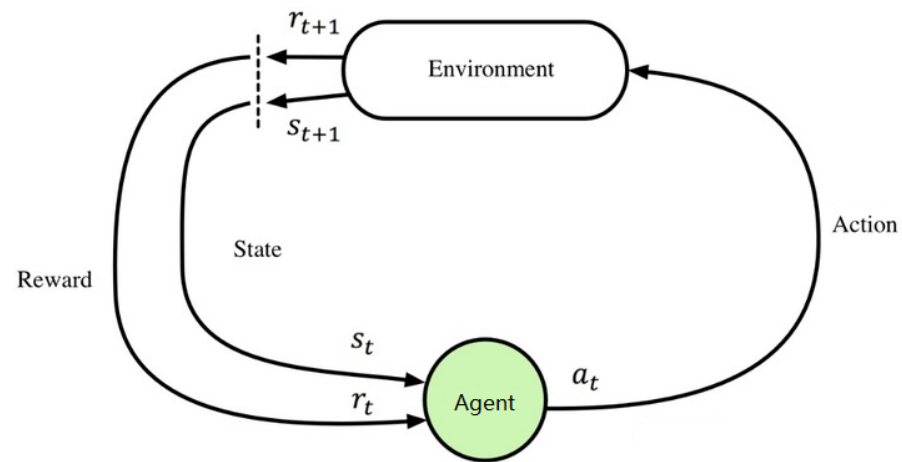 r_{t+1}
Environment
s_{t+1}
Action
State
Reward
s_t
a_t
r_t
Agent